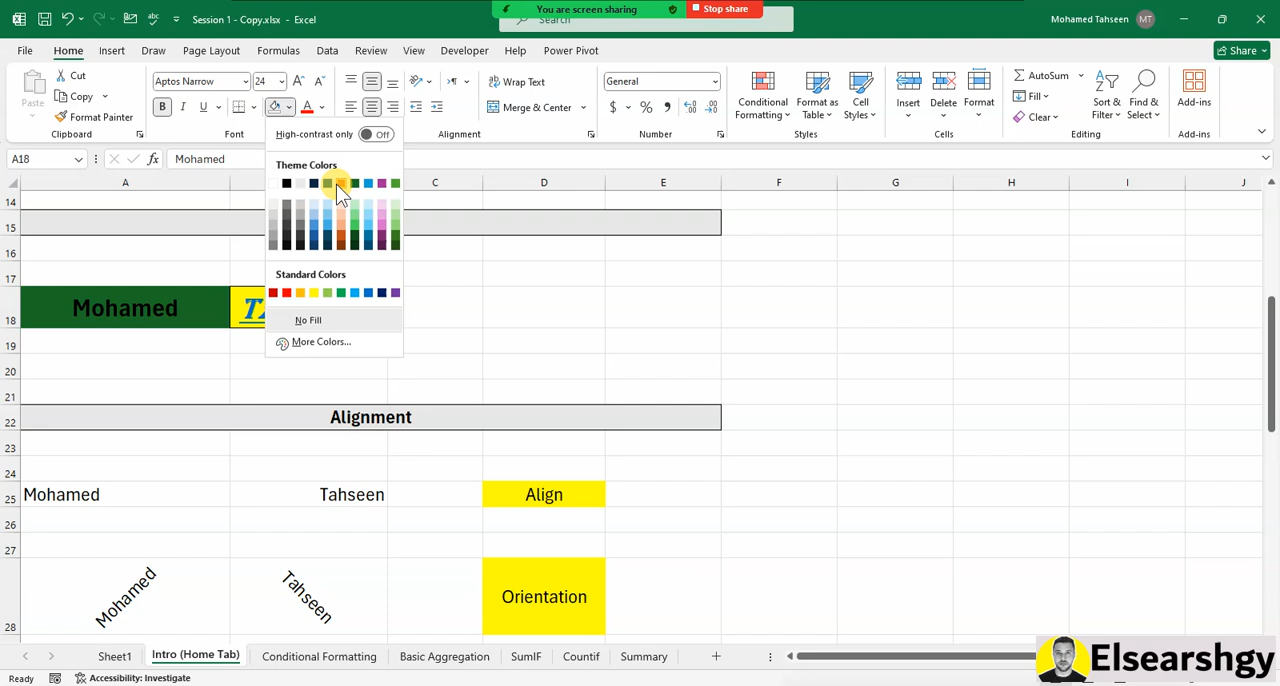 Session 1 - Copy.xlsx - Excel
You are screen sharing
Stop share
Search
Mohamed Tahseen
MT
File Home Insert Draw Page Layout Formulas Data Review View Developer Help Power Pivot
Share
Paste
Cut
Copy
Format Painter
Clipboard
Aptos Narrow 24
B I U
Font
Wrap Text
Merge & Center
Alignment
General
$ % 9
Number
Conditional Formatting
Format as Table
Cell Styles
Styles
Insert
Delete
Format
Cells
AutoSum
Fill
Clear
Sort & Filter
Find & Select
Editing
Add-ins
Add-ins
A18
fx
Mohamed
High-contrast only Off
Theme Colors
Standard Colors
No Fill
More Colors...
A C D E F G H I J
14
15
16
17
18 Mohamed
19
20
21
22 Alignment
23
24
25 Mohamed Tahseen Align
26
27
28 Mohamed Tahseen Orientation
Sheet1 Intro (Home Tab) Conditional Formatting Basic Aggregation SumIF Countif Summary
Ready
Accessibility: Investigate
Elsearshgy